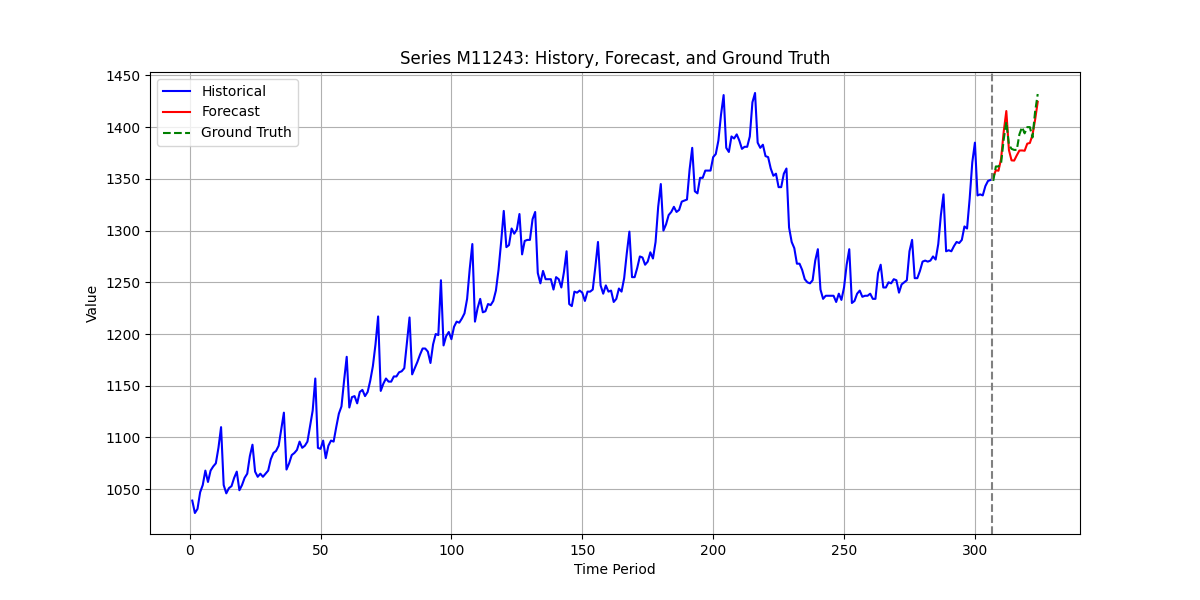 Series M11243: History, Forecast, and Ground Truth
Historical
Forecast
Ground Truth
Value
1450
1400
1350
1300
1250
1200
1150
1100
1050
0 50 100 150 200 250 300
Time Period